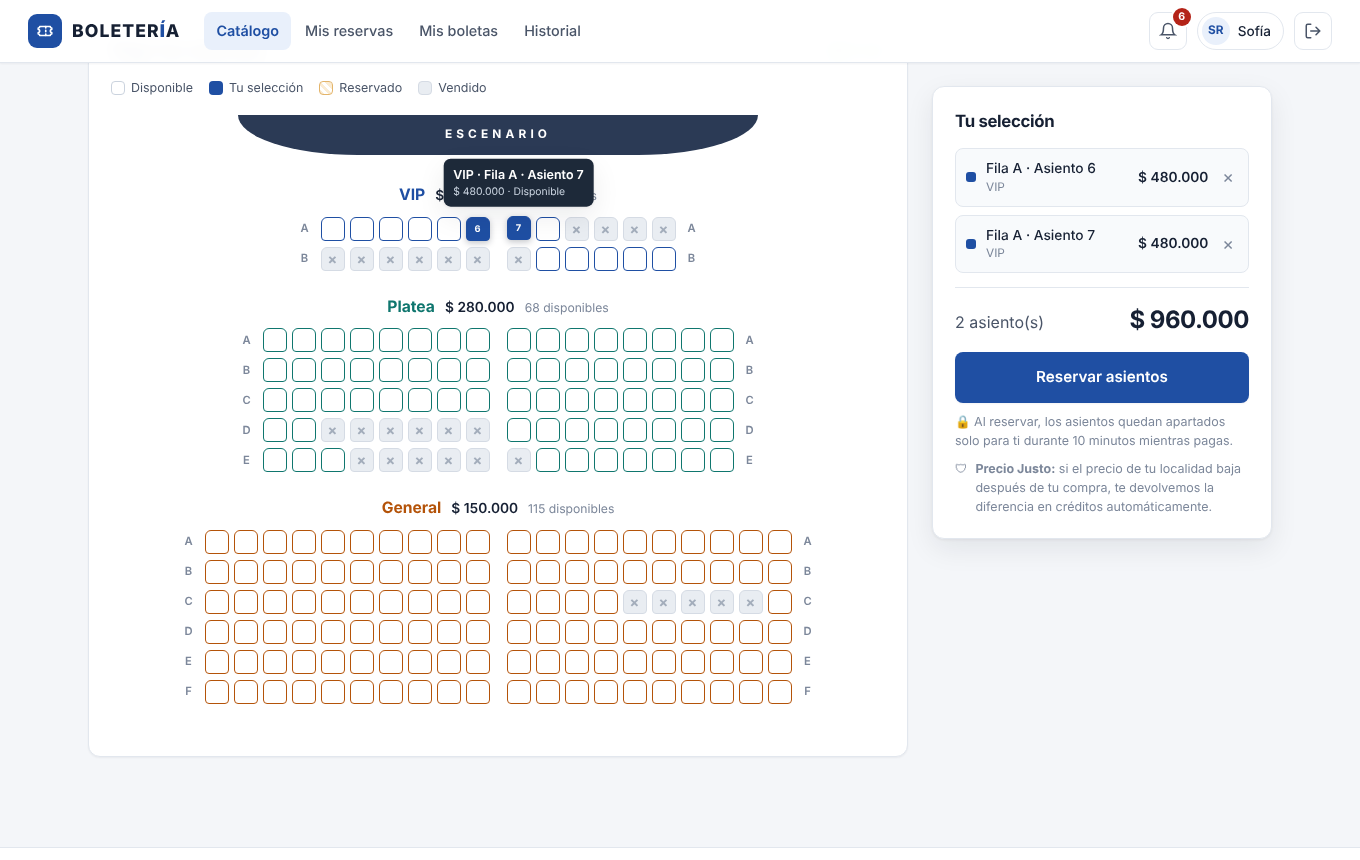 BOLETERÍA
Catálogo
Mis reservas
Mis boletas
Historial
6
SR
Sofía
Disponible
Tu selección
Reservado
Vendido
ESCENARIO
VIP · Fila A · Asiento 7
$ 480.000 · Disponible
VIP $
A 6 7 × × × × A
B × × × × × × × B
Platea $ 280.000 68 disponibles
A A
B B
C C
D × × × × × × D
E × × × × × × E
General $ 150.000 115 disponibles
A A
B B
C × × × × × C
D D
E E
F F
Tu selección
Fila A · Asiento 6
VIP
$ 480.000 ×
Fila A · Asiento 7
VIP
$ 480.000 ×
2 asiento(s) $ 960.000
Reservar asientos
🔒 Al reservar, los asientos quedan apartados
solo para ti durante 10 minutos mientras pagas.
Precio Justo: si el precio de tu localidad baja
después de tu compra, te devolvemos la
diferencia en créditos automáticamente.